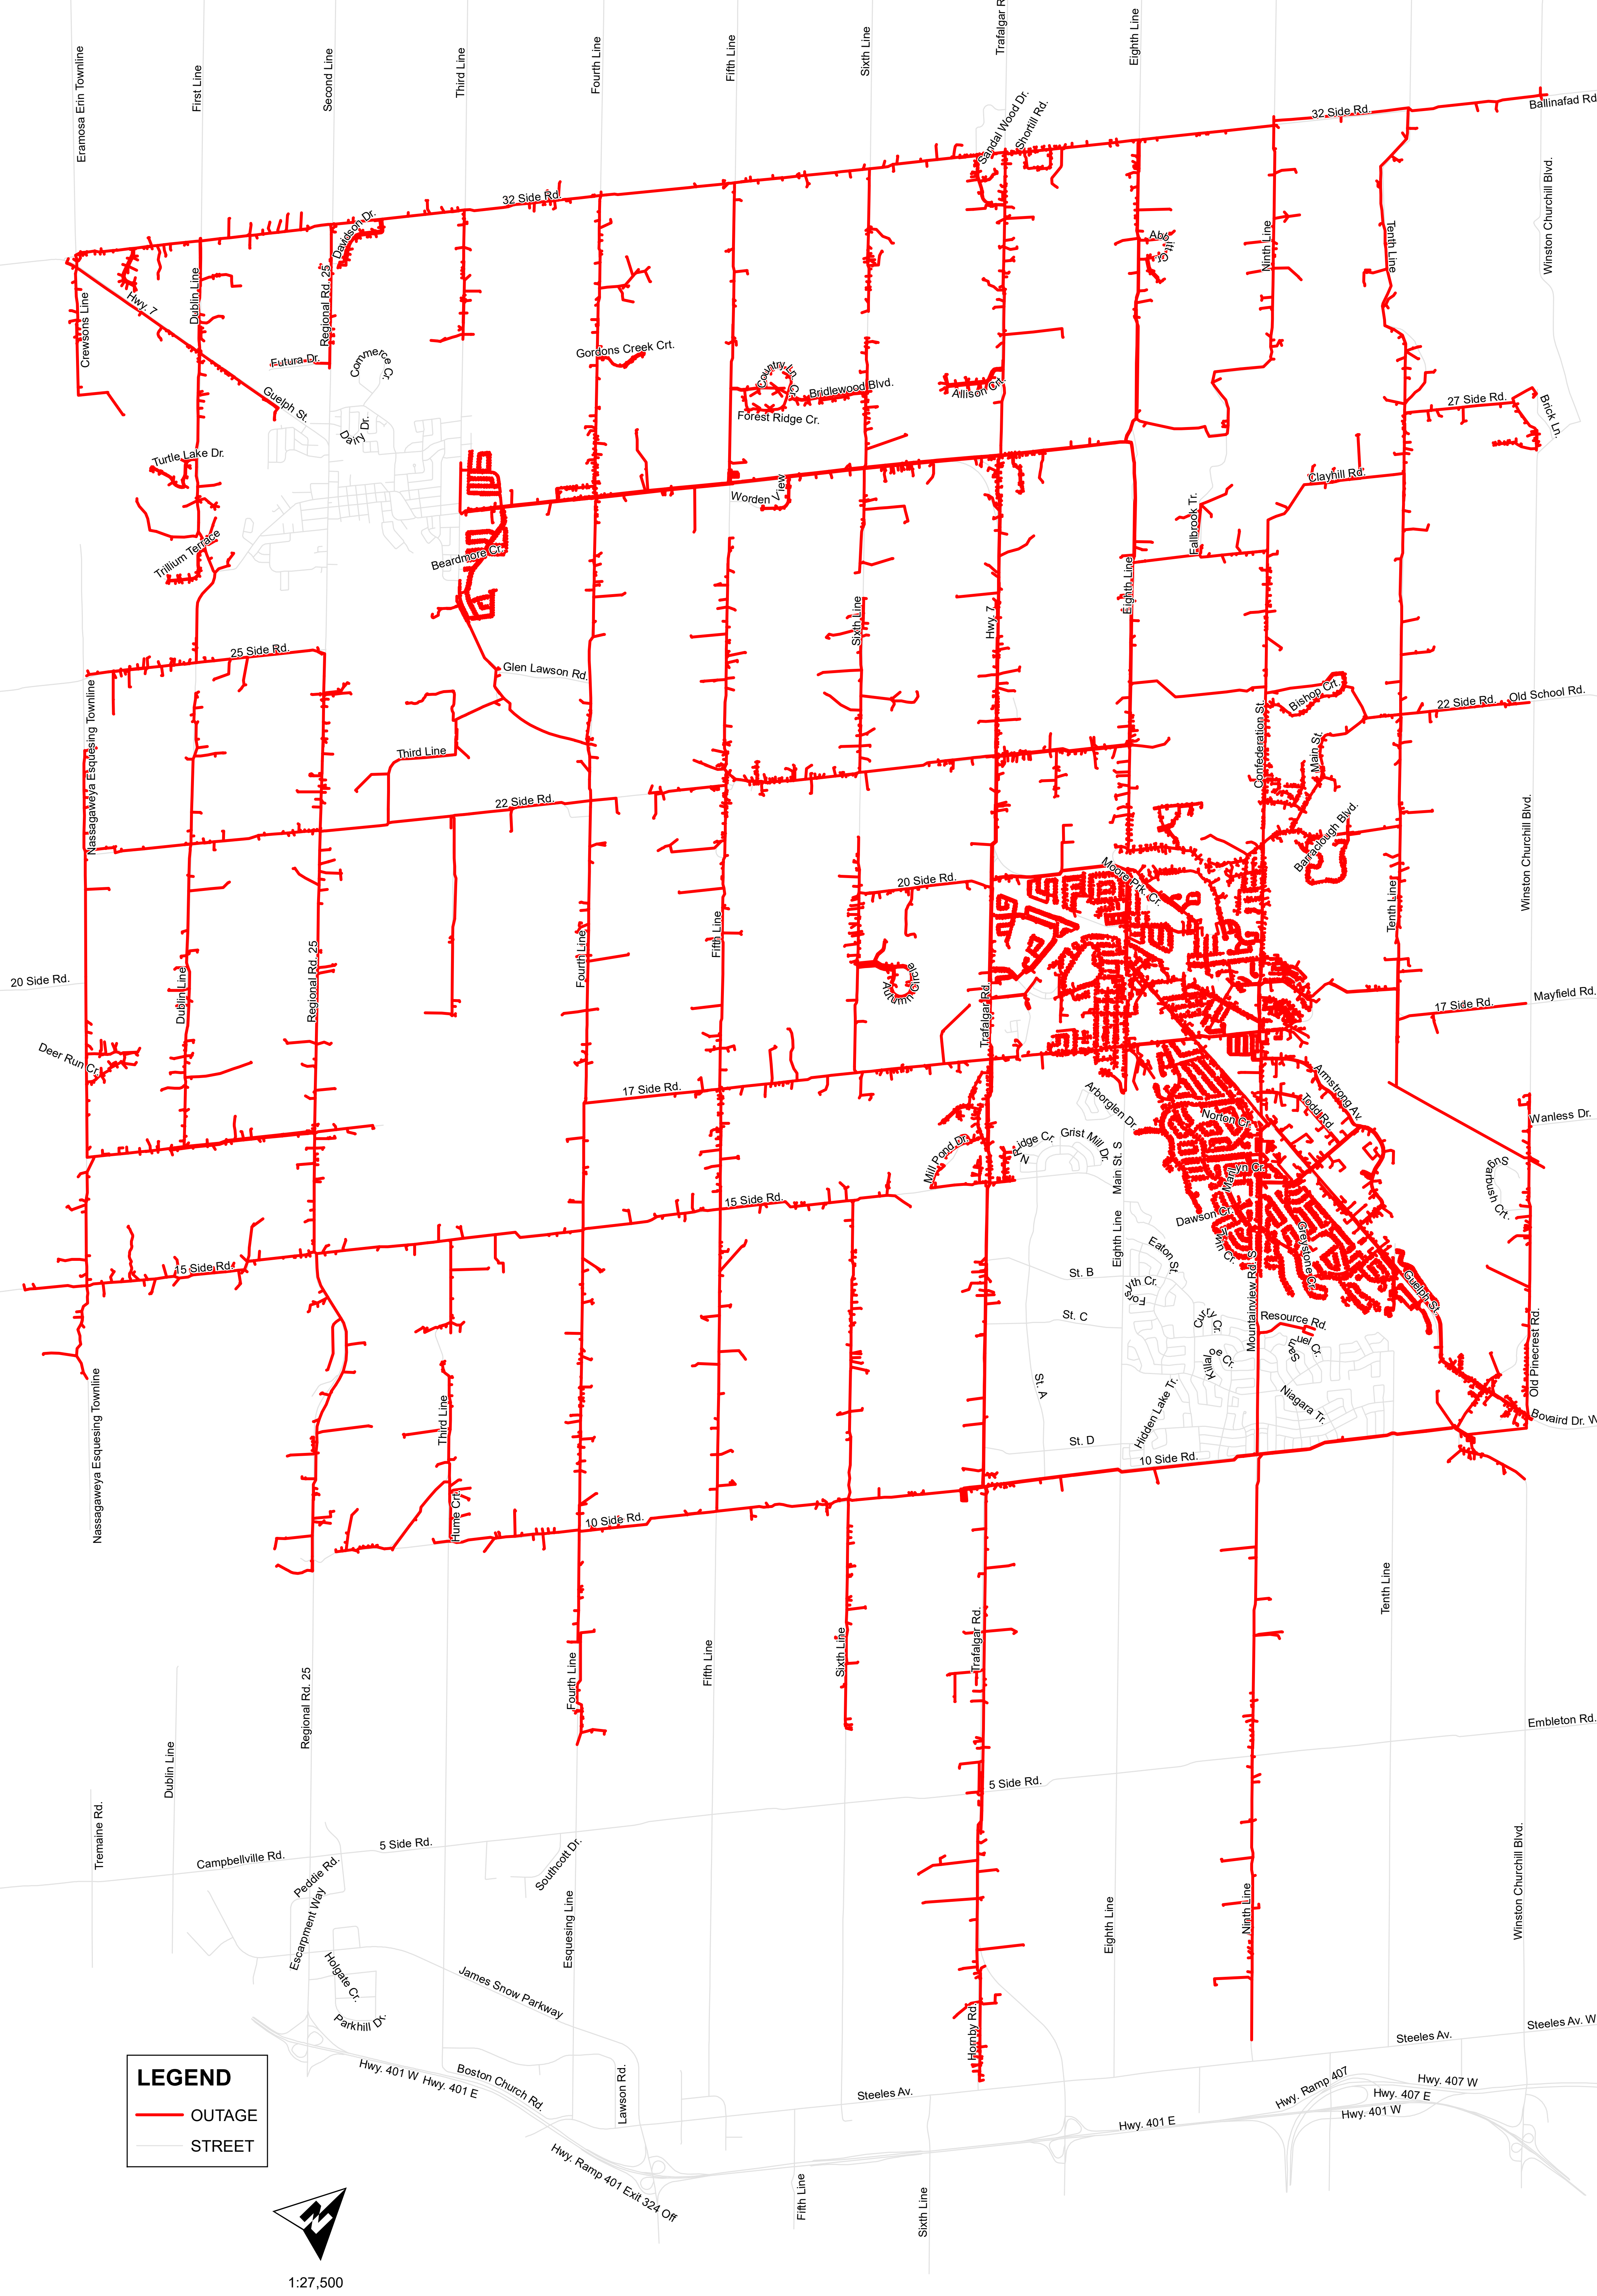 Eramosa Erin Townline
First Line
Second Line
Third Line
Fourth Line
Fifth Line
Sixth Line
Trafalgar R
Eighth Line
32 Side Rd.
Ballinafad Rd
Sandal Wood Dr.
Shortill Rd.
Winston Churchill Blvd.
32 Side Rd.
Davidson Dr.
Ninth Line
Tenth Line
Dublin Line
Regional Rd. 25
Crewsons Line
Hwy. 7
Futura Dr.
Commerce Cr.
Gordons Creek Crt.
Country Ln.
Bridlewood Blvd.
Allison Crt.
Forest Ridge Cr.
27 Side Rd.
Brick Ln.
Guelph St.
Dairy Dr.
Turtle Lake Dr.
Worden View
Clayhill Rd.
Fallbrook Tr.
Trillium Terrace
Beardmore Cr.
Eighth Line
Sixth Line
Hwy. 7
25 Side Rd.
Glen Lawson Rd.
Bishop Crt.
22 Side Rd.
Old School Rd.
Nassagaweya Esquesing Townline
Third Line
Confederation St.
Main St.
22 Side Rd.
Barraclough Blvd.
Winston Churchill Blvd.
Moore Prk. Cr.
20 Side Rd.
Tenth Line
Fifth Line
Fourth Line
Regional Rd. 25
Dublin Line
20 Side Rd.
Autumn Circle
Trafalgar Rd.
17 Side Rd.
Mayfield Rd.
Deer Run Cr.
17 Side Rd.
Arborglen Dr.
Armstrong Av.
Todd Rd.
Norton Cr.
Wanless Dr.
Mill Pond Dr.
Grist Mill Dr.
Main St. S
Sugarbush Crt.
15 Side Rd.
Dawson Cr.
Eighth Line
Eaton St.
Greystone Cr.
15 Side Rd.
St. B
Forsyth Cr.
Guelph St.
St. C
Curry Cr.
Mountainview Rd. S
Resource Rd.
Old Pinecrest Rd.
Killaloe Cr.
St. A
Hidden Lake Tr.
Niagara Tr.
Bovaird Dr. W
Nassagaweya Esquesing Townline
Third Line
St. D
10 Side Rd.
Hume Crt.
10 Side Rd.
Tenth Line
Regional Rd. 25
Fourth Line
Fifth Line
Sixth Line
Trafalgar Rd.
Embleton Rd.
Dublin Line
5 Side Rd.
Tremaine Rd.
5 Side Rd.
Campbellville Rd.
Peddie Rd.
Southcott Dr.
Winston Churchill Blvd.
Escarpment Way
Esquesing Line
Eighth Line
Ninth Line
Holgate Cr.
James Snow Parkway
Parkhill Dr.
Hornby Rd.
Steeles Av.
Steeles Av. W
LEGEND
OUTAGE
STREET
Hwy. 401 W
Hwy. 401 E
Boston Church Rd.
Lawson Rd.
Steeles Av.
Hwy. Ramp 407
Hwy. 407 W
Hwy. 407 E
Hwy. 401 W
Hwy. 401 E
Hwy. Ramp 401 Exit 324 Off
Fifth Line
Sixth Line
N
1:27,500